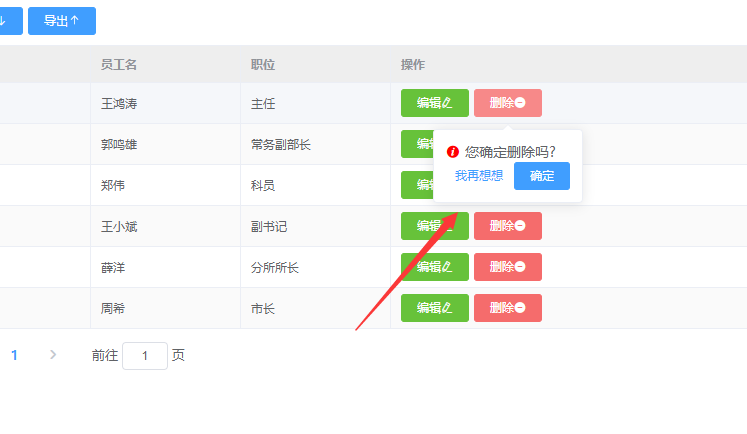 导出
员工名 职位 操作
王鸿涛 主任 编辑 删除
郭鸣雄 常务副部长 编辑
您确定删除吗?
我再想想 确定
郑伟 科员 编辑
王小斌 副书记 编辑 删除
薛洋 分所所长 编辑 删除
周希 市长 编辑 删除
1 前往 1 页